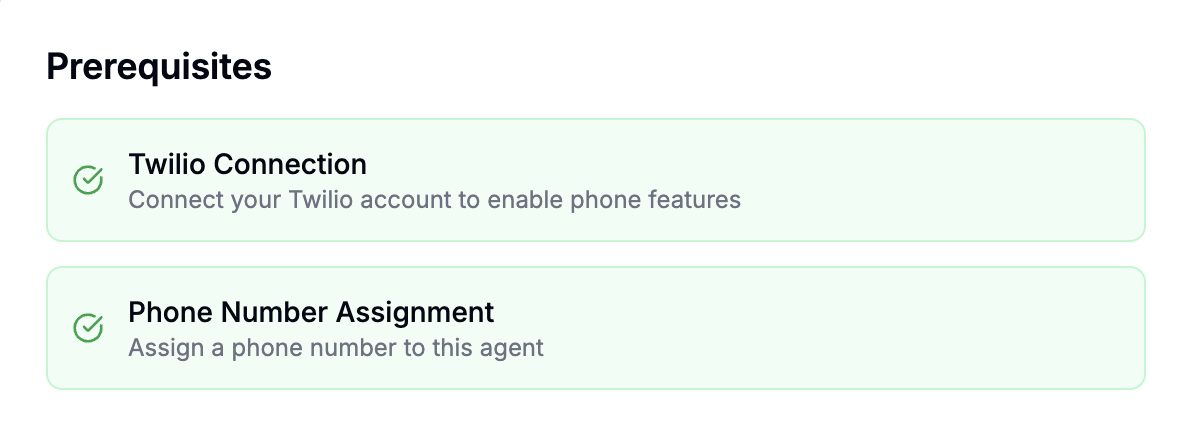 Prerequisites
Twilio Connection
Connect your Twilio account to enable phone features
Phone Number Assignment
Assign a phone number to this agent